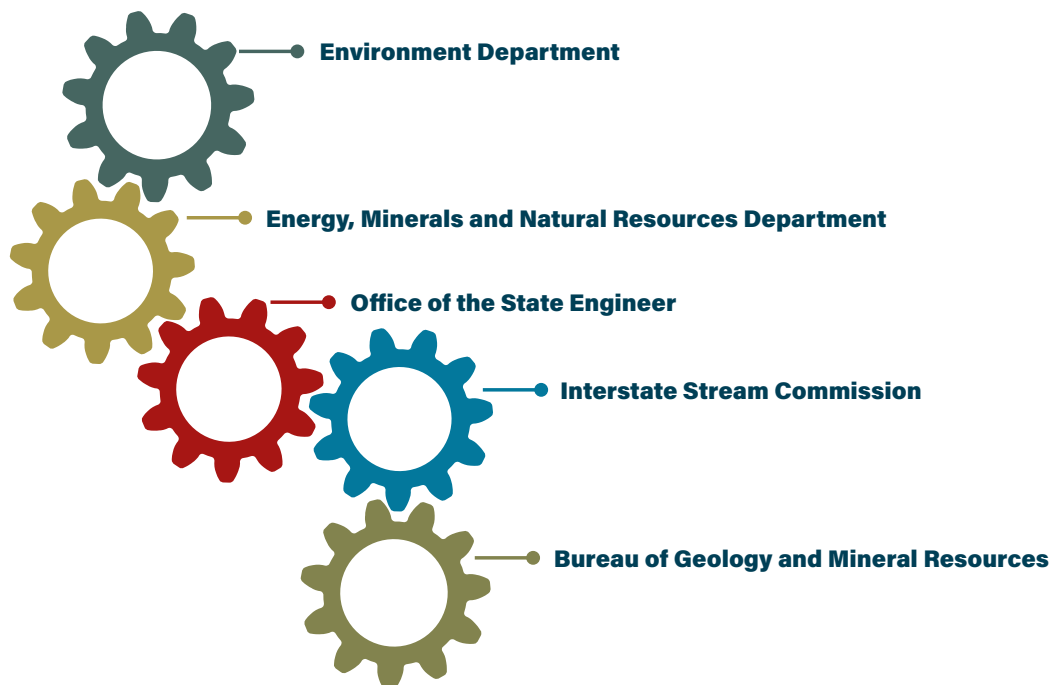 Environment Department
Energy, Minerals and Natural Resources Department
Office of the State Engineer
Interstate Stream Commission
Bureau of Geology and Mineral Resources